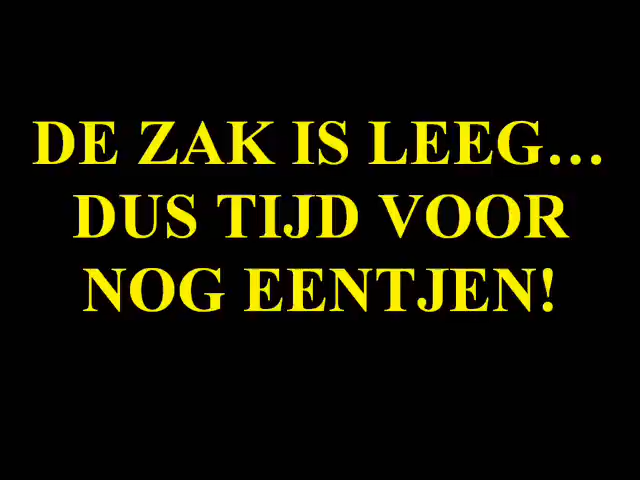 DE ZAK IS LEEG…
DUS TIJD VOOR
NOG EENTJEN!